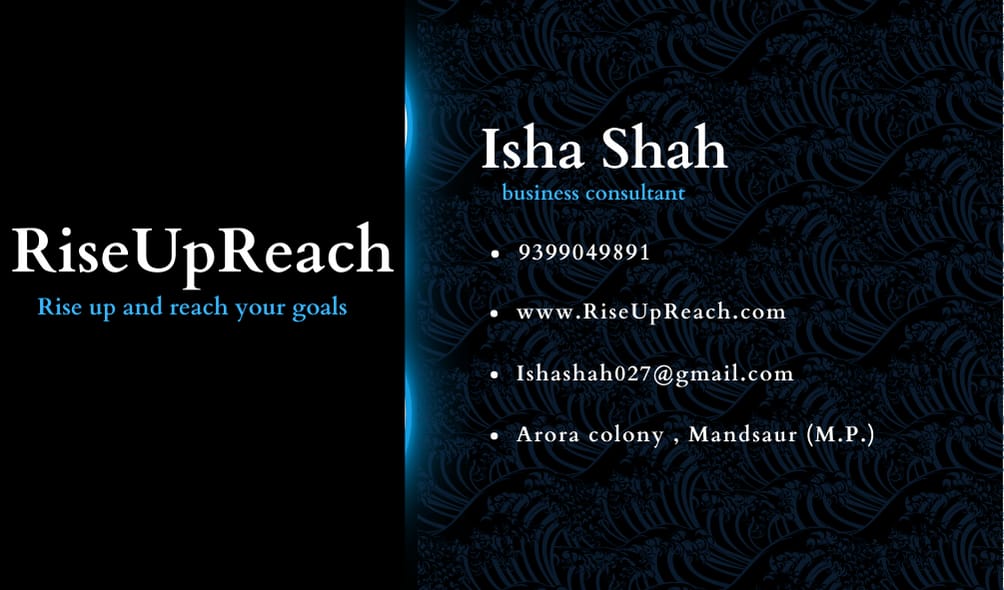 RiseUpReach
Rise up and reach your goals
Isha Shah
business consultant
• 9399049891
• www.RiseUpReach.com
• Ishashah027@gmail.com
• Arora colony , Mandsaur (M.P.)